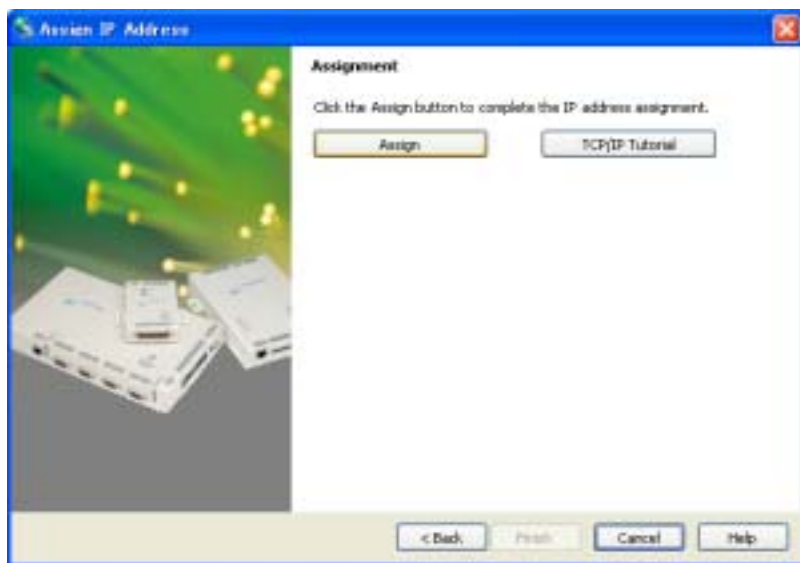 Assign IP Address
Assignment
Click the Assign button to complete the IP address assignment.
Assign
TCP/IP Tutorial
< Back
Finish
Cancel
Help